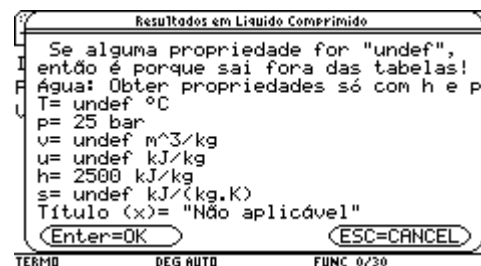 Resultados em Liquido Comprimido
Se alguma propriedade for "undef",
então é porque sai fora das tabelas!
Água: Obter propriedades só com h e p
T= undef ºC
p= 25 bar
v= undef m^3/kg
u= undef kJ/kg
h= 2500 kJ/kg
s= undef kJ/(kg.K)
Título (x)= "Não aplicável"
Enter=OK
ESC=CANCEL
TERMO DEG AUTO FUNC 0/30